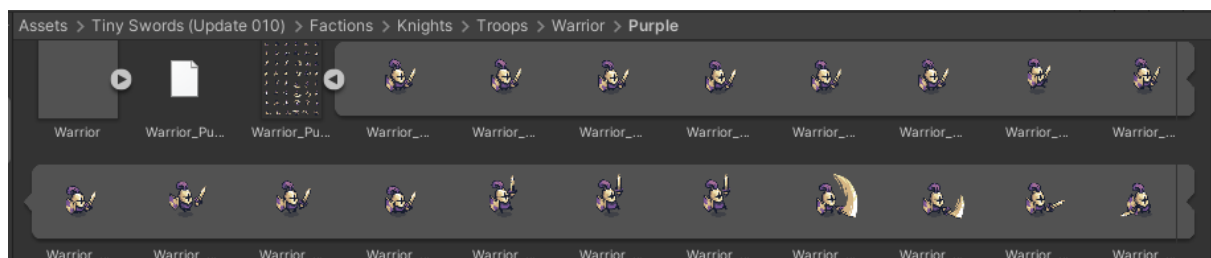 Assets > Tiny Swords (Update 010) > Factions > Knights > Troops > Warrior > Purple
Warrior Warrior_Pu... Warrior_Pu... Warrior_... Warrior_... Warrior_... Warrior_... Warrior_... Warrior_... Warrior_... Warrior_...
Warrior Warrior Warrior Warrior Warrior Warrior Warrior Warrior Warrior Warrior Warrior